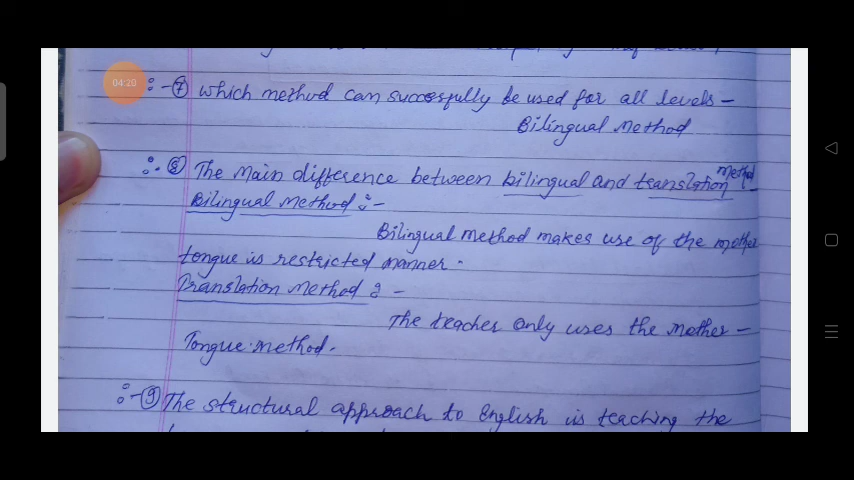 04:20
:- ⑦ which method can successfully be used for all levels -
Bilingual Method
:- ⑧ The main difference between bilingual and translation method
Bilingual Method :-
Bilingual method makes use of the mother
tongue is restricted manner.
Translation Method :-
The teacher only uses the Mother -
Tongue method.
:- ⑨ The structural approach to English is teaching the